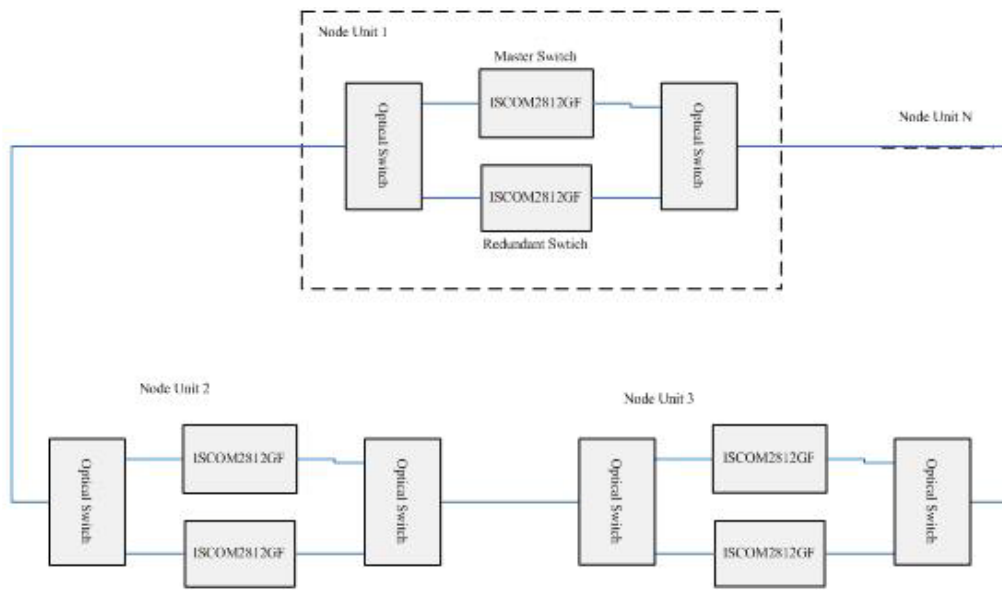 Node Unit 1
Master Switch
ISCOM2812GF
Optical Switch
Optical Switch
ISCOM2812GF
Redundant Swtich
Node Unit N
Node Unit 2
Node Unit 3
Optical Switch
ISCOM2812GF
ISCOM2812GF
Optical Switch
Optical Switch
ISCOM2812GF
ISCOM2812GF
Optical Switch